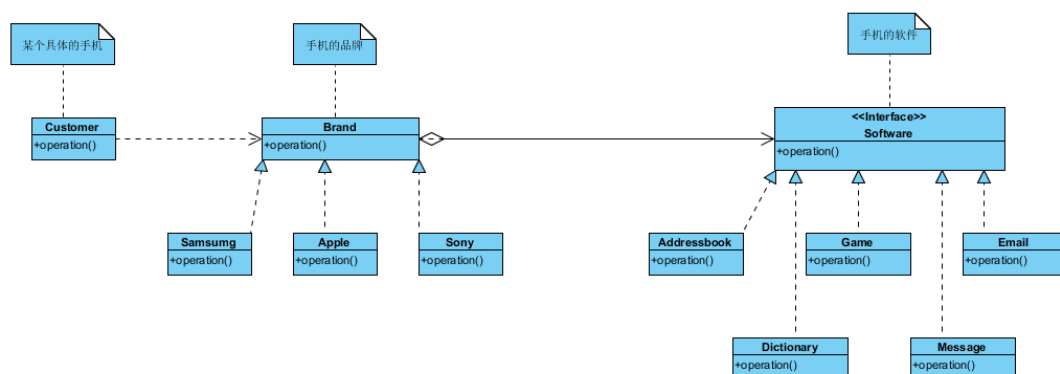 某个具体的手机
手机的品牌
手机的软件
Customer
+operation()
Brand
+operation()
<<Interface>>
Software
+operation()
Samsumg
+operation()
Apple
+operation()
Sony
+operation()
Addressbook
+operation()
Game
+operation()
Email
+operation()
Dictionary
+operation()
Message
+operation()